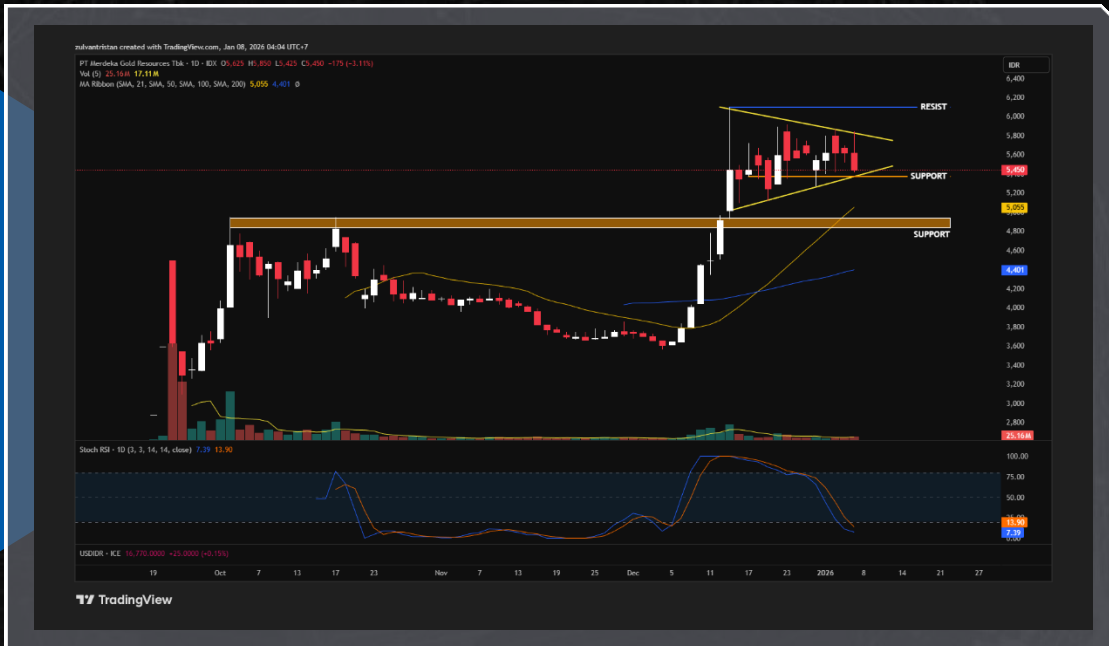 zulvantristan created with TradingView.com, Jan 08, 2026 04:04 UTC+7
PT Merdeka Gold Resources Tbk · 1D · IDX O5,625 H5,850 L5,425 C5,450 -175 (-3.11%)
Vol (5) 25.16M 17.11M
MA Ribbon (SMA, 21, SMA, 50, SMA, 100, SMA, 200) 5,055 4,401 0
IDR
6,400
6,200
RESIST
6,000
5,800
5,600
5,450
SUPPORT
5,200
5,055
SUPPORT
4,800
4,600
4,401
4,200
4,000
3,800
3,600
3,400
3,200
3,000
2,800
25.16M
Stoch RSI · 1D (3, 3, 14, 14, close) 7.39 13.90
100.00
75.00
50.00
13.90
7.39
0.00
USDIDR · ICE 16,770.0000 +25.0000 (+0.15%)
19 Oct 7 13 17 23 Nov 7 13 19 25 Dec 5 11 17 23 2026 8 14 21 27
TradingView